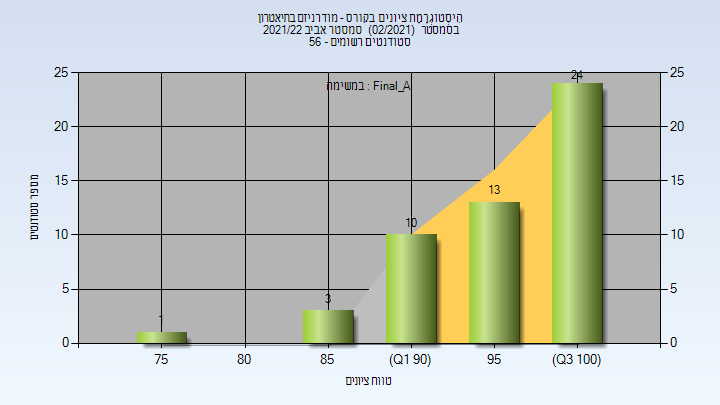 היסטוגרמת ציונים בקורס - מודרניזם בתיאטרון
בסמסטר (02/2021) סמסטר אביב 2021/22
סטודנטים רשומים - 56
במשימה : Final_A
25 25
24
20 20
15 15
13
10 10
10
5 5
3
1
0 0
75 80 85 (Q1 90) 95 (Q3 100)
מספר סטודנטים
טווח ציונים